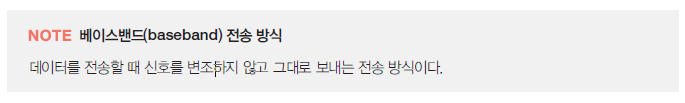 NOTE 베이스밴드(baseband) 전송 방식
데이터를 전송할 때 신호를 변조하지 않고 그대로 보내는 전송 방식이다.